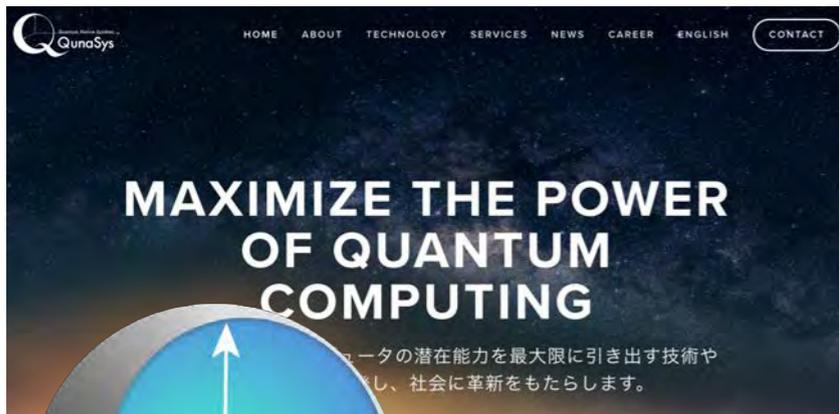 QunaSys
HOME ABOUT TECHNOLOGY SERVICES NEWS CAREER ENGLISH CONTACT
MAXIMIZE THE POWER
OF QUANTUM
COMPUTING
ータの潜在能力を最大限に引き出す技術や
し、社会に革新をもたらします。